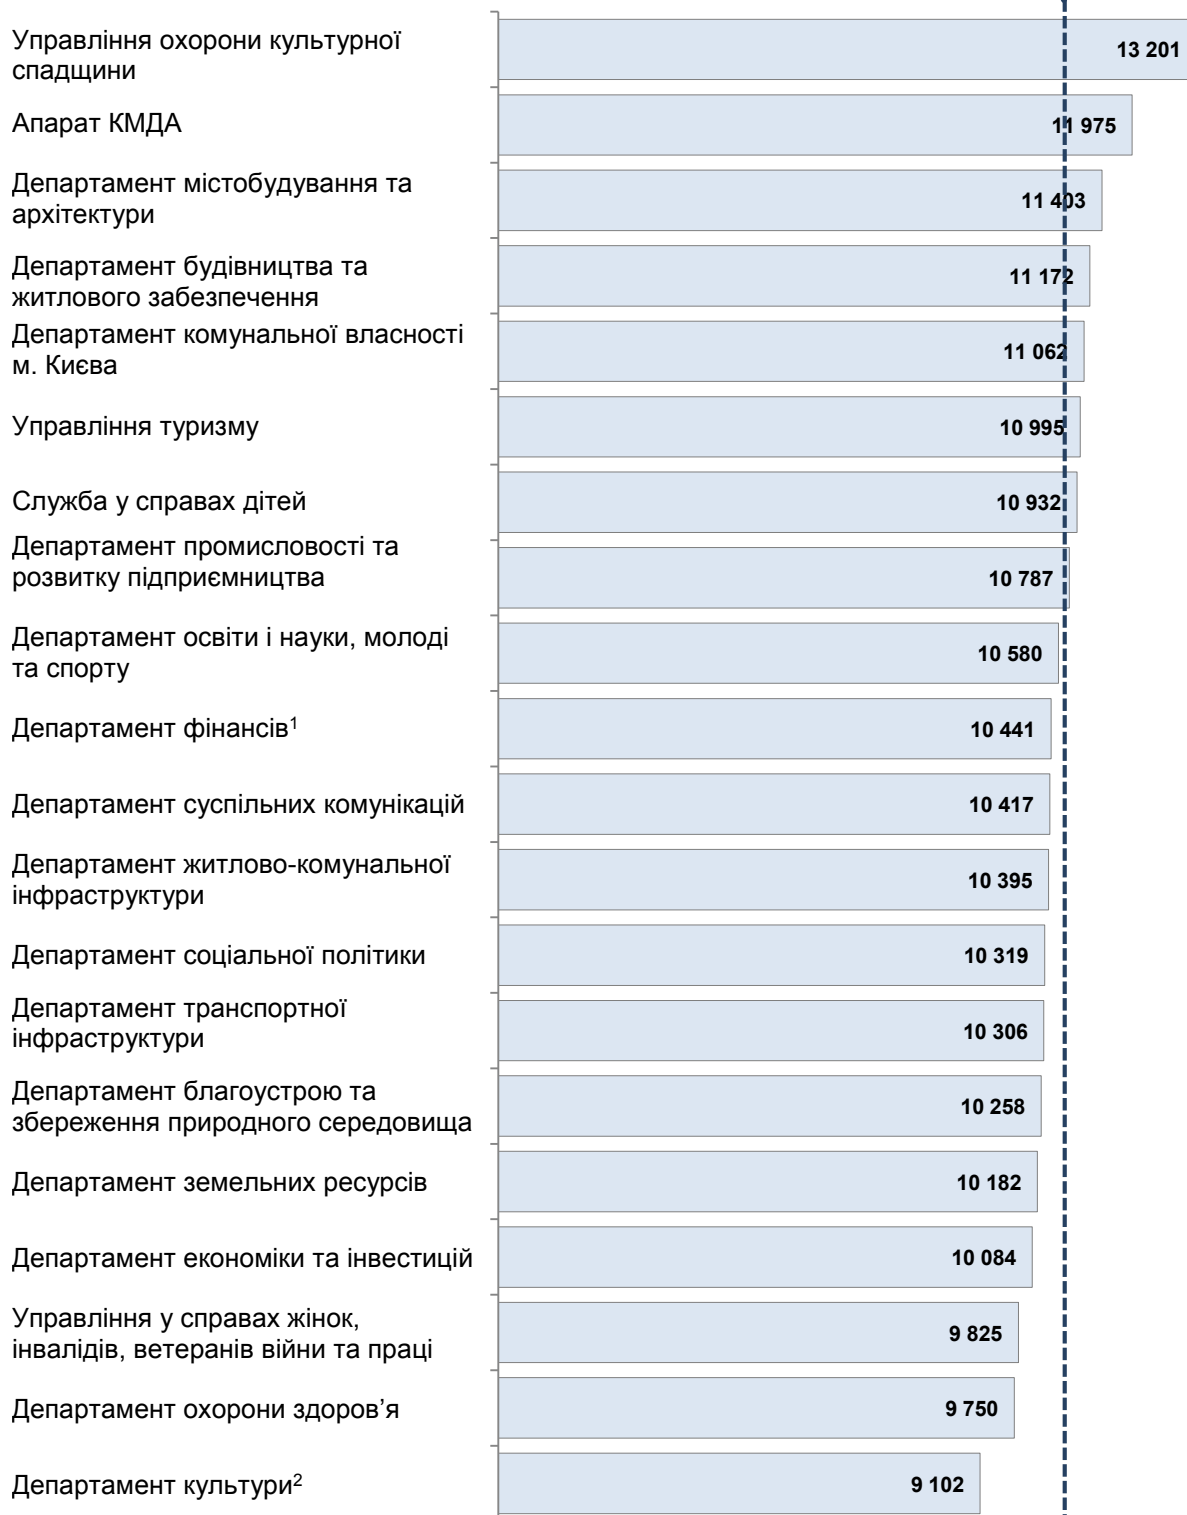 Управління охорони культурної
спадщини
13 201
Апарат КМДА
11 975
Департамент містобудування та
архітектури
11 403
Департамент будівництва та
житлового забезпечення
11 172
Департамент комунальної власності
м. Києва
11 062
Управління туризму
10 995
Служба у справах дітей
10 932
Департамент промисловості та
розвитку підприємництва
10 787
Департамент освіти і науки, молоді
та спорту
10 580
Департамент фінансів¹
10 441
Департамент суспільних комунікацій
10 417
Департамент житлово-комунальної
інфраструктури
10 395
Департамент соціальної політики
10 319
Департамент транспортної
інфраструктури
10 306
Департамент благоустрою та
збереження природного середовища
10 258
Департамент земельних ресурсів
10 182
Департамент економіки та інвестицій
10 084
Управління у справах жінок,
інвалідів, ветеранів війни та праці
9 825
Департамент охорони здоров’я
9 750
Департамент культури²
9 102